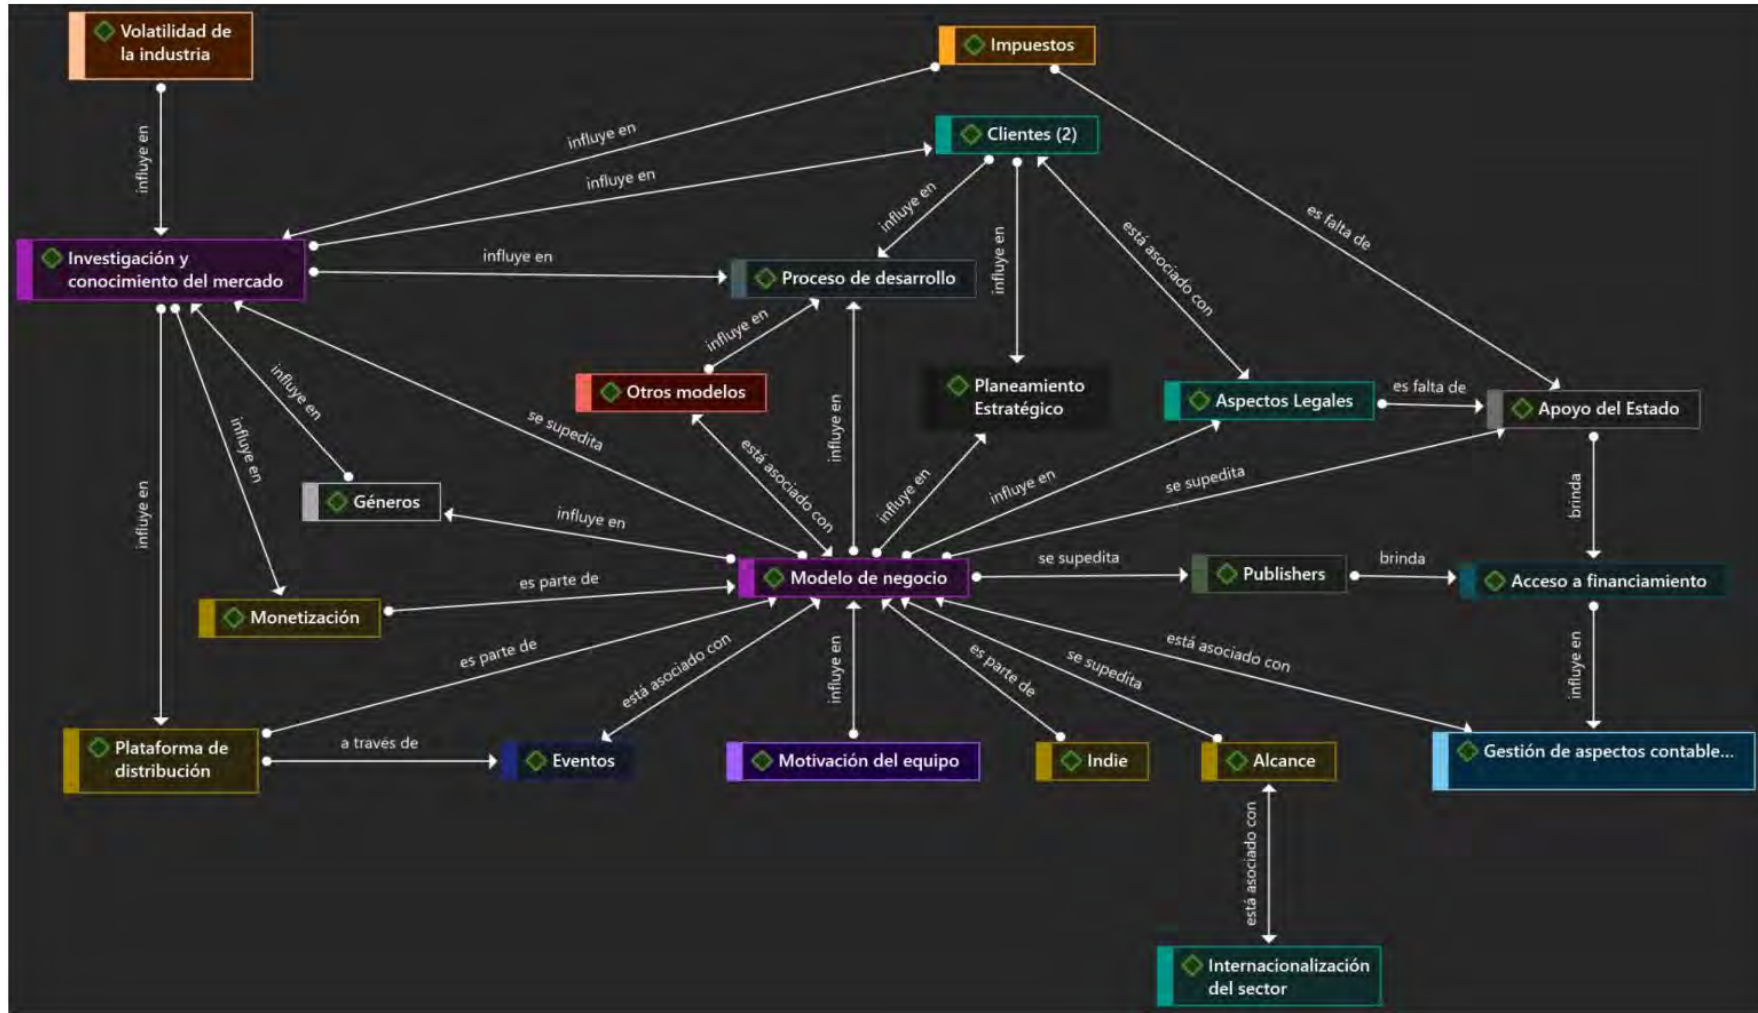 Volatilidad de
la industria
Impuestos
influye en
influye en
Clientes (2)
influye en
influye en
influye en
está asociado con
es falta de
Investigación y
conocimiento del mercado
influye en
Proceso de desarrollo
influye en
Otros modelos
Planeamiento
Estratégico
Aspectos Legales
es falta de
Apoyo del Estado
influye en
influye en
se supedita
está asociado con
influye en
influye en
influye en
se supedita
brinda
influye en
Géneros
influye en
Modelo de negocio
se supedita
Publishers
brinda
Acceso a financiamiento
Monetización
es parte de
es parte de
está asociado con
influye en
es parte de
se supedita
está asociado con
influye en
Plataforma de
distribución
a través de
Eventos
Motivación del equipo
Indie
Alcance
Gestión de aspectos contable...
está asociado con
Internacionalización
del sector